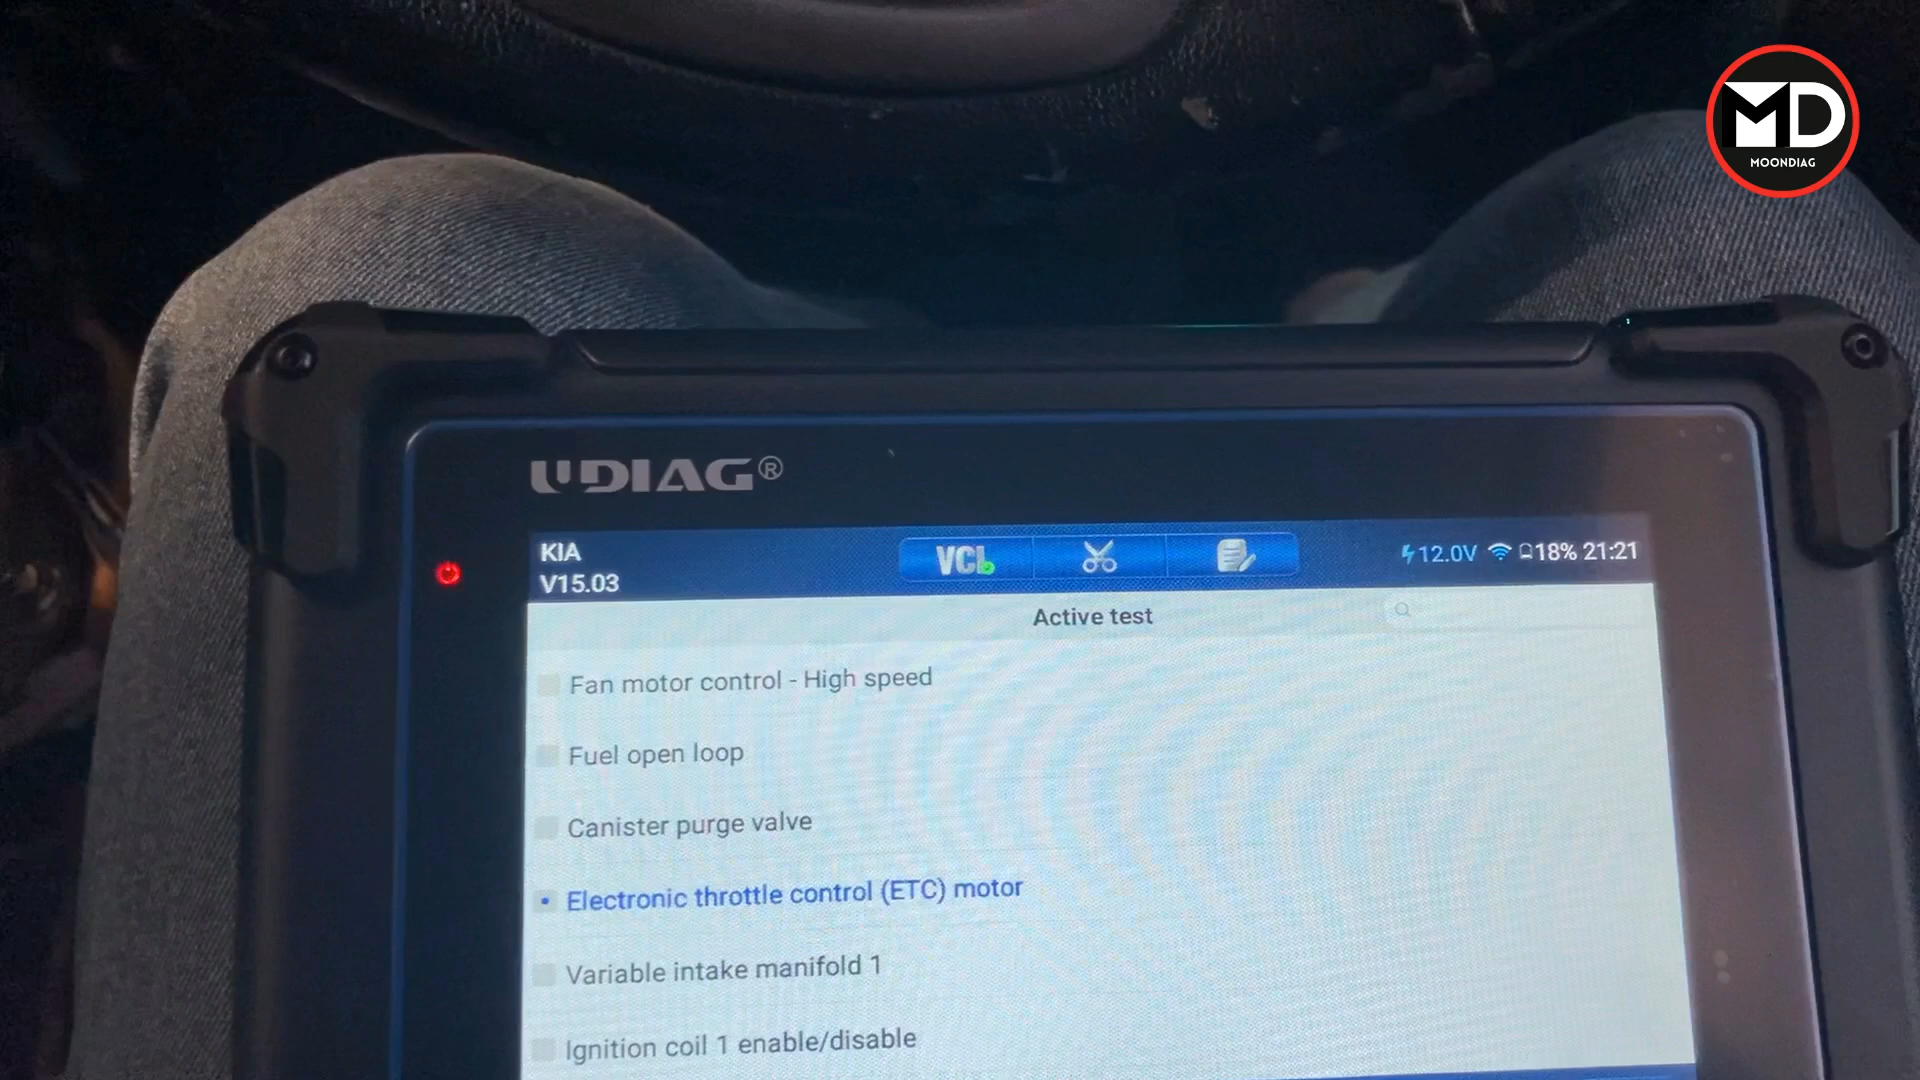 MD
MOONDIAG
UDIAG®
KIA
V15.03
VCI
12.0V 18% 21:21
Active test
Fan motor control - High speed
Fuel open loop
Canister purge valve
Electronic throttle control (ETC) motor
Variable intake manifold 1
Ignition coil 1 enable/disable